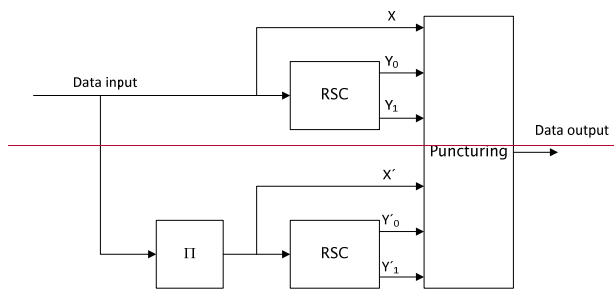 X
Y0
Data input
RSC
Y1
Data output
Puncturing
X´
Y´0
Π
RSC
Y´1